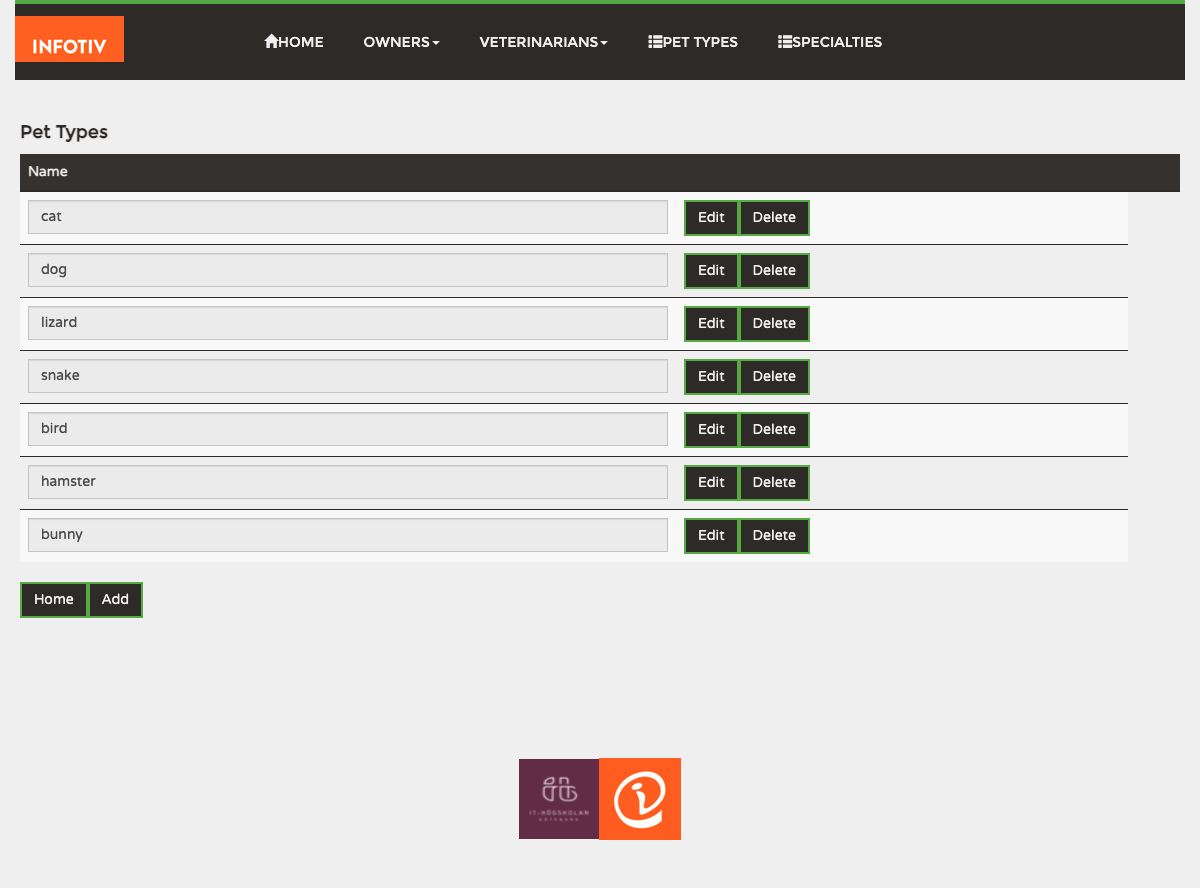 INFOTIV HOME OWNERS VETERINARIANS PET TYPES SPECIALTIES
Pet Types
Name
cat Edit Delete
dog Edit Delete
lizard Edit Delete
snake Edit Delete
bird Edit Delete
hamster Edit Delete
bunny Edit Delete
Home Add
IT-HÖGSKOLAN
GÖTEBORG